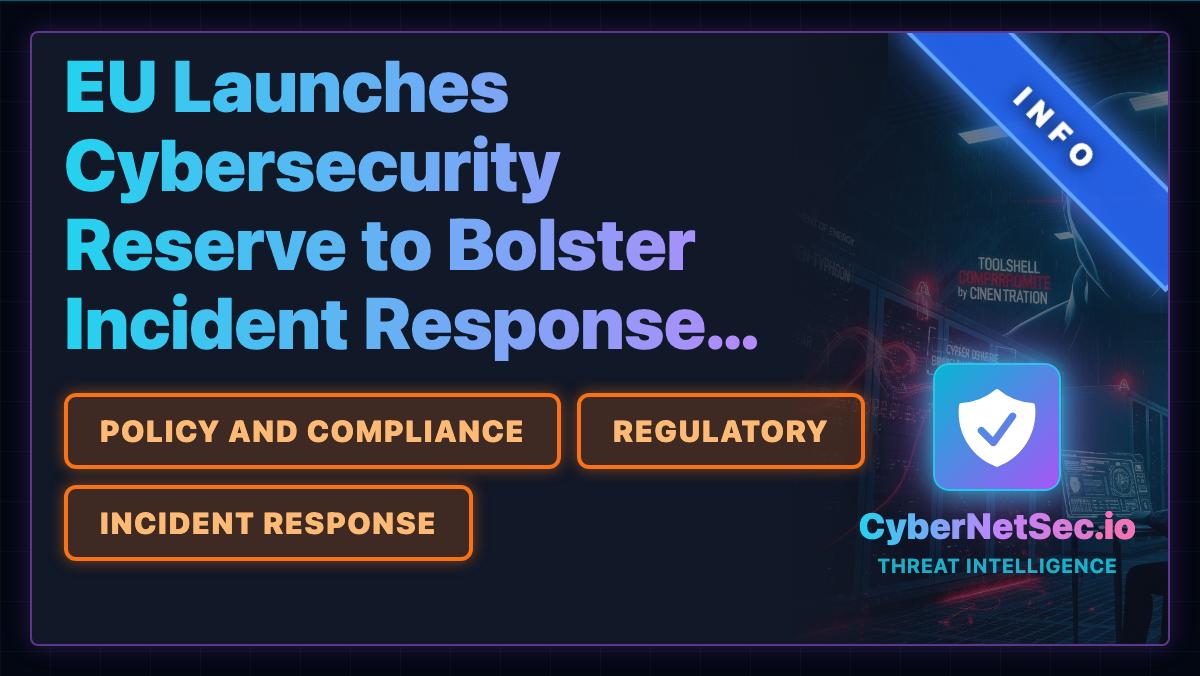 EU Launches
Cybersecurity
Reserve to Bolster
Incident Response...
POLICY AND COMPLIANCE
REGULATORY
INCIDENT RESPONSE
INFO
TOOLSHELL
COMPRRPOMITE
by CINENTRATION
CyberNetSec.io
THREAT INTELLIGENCE